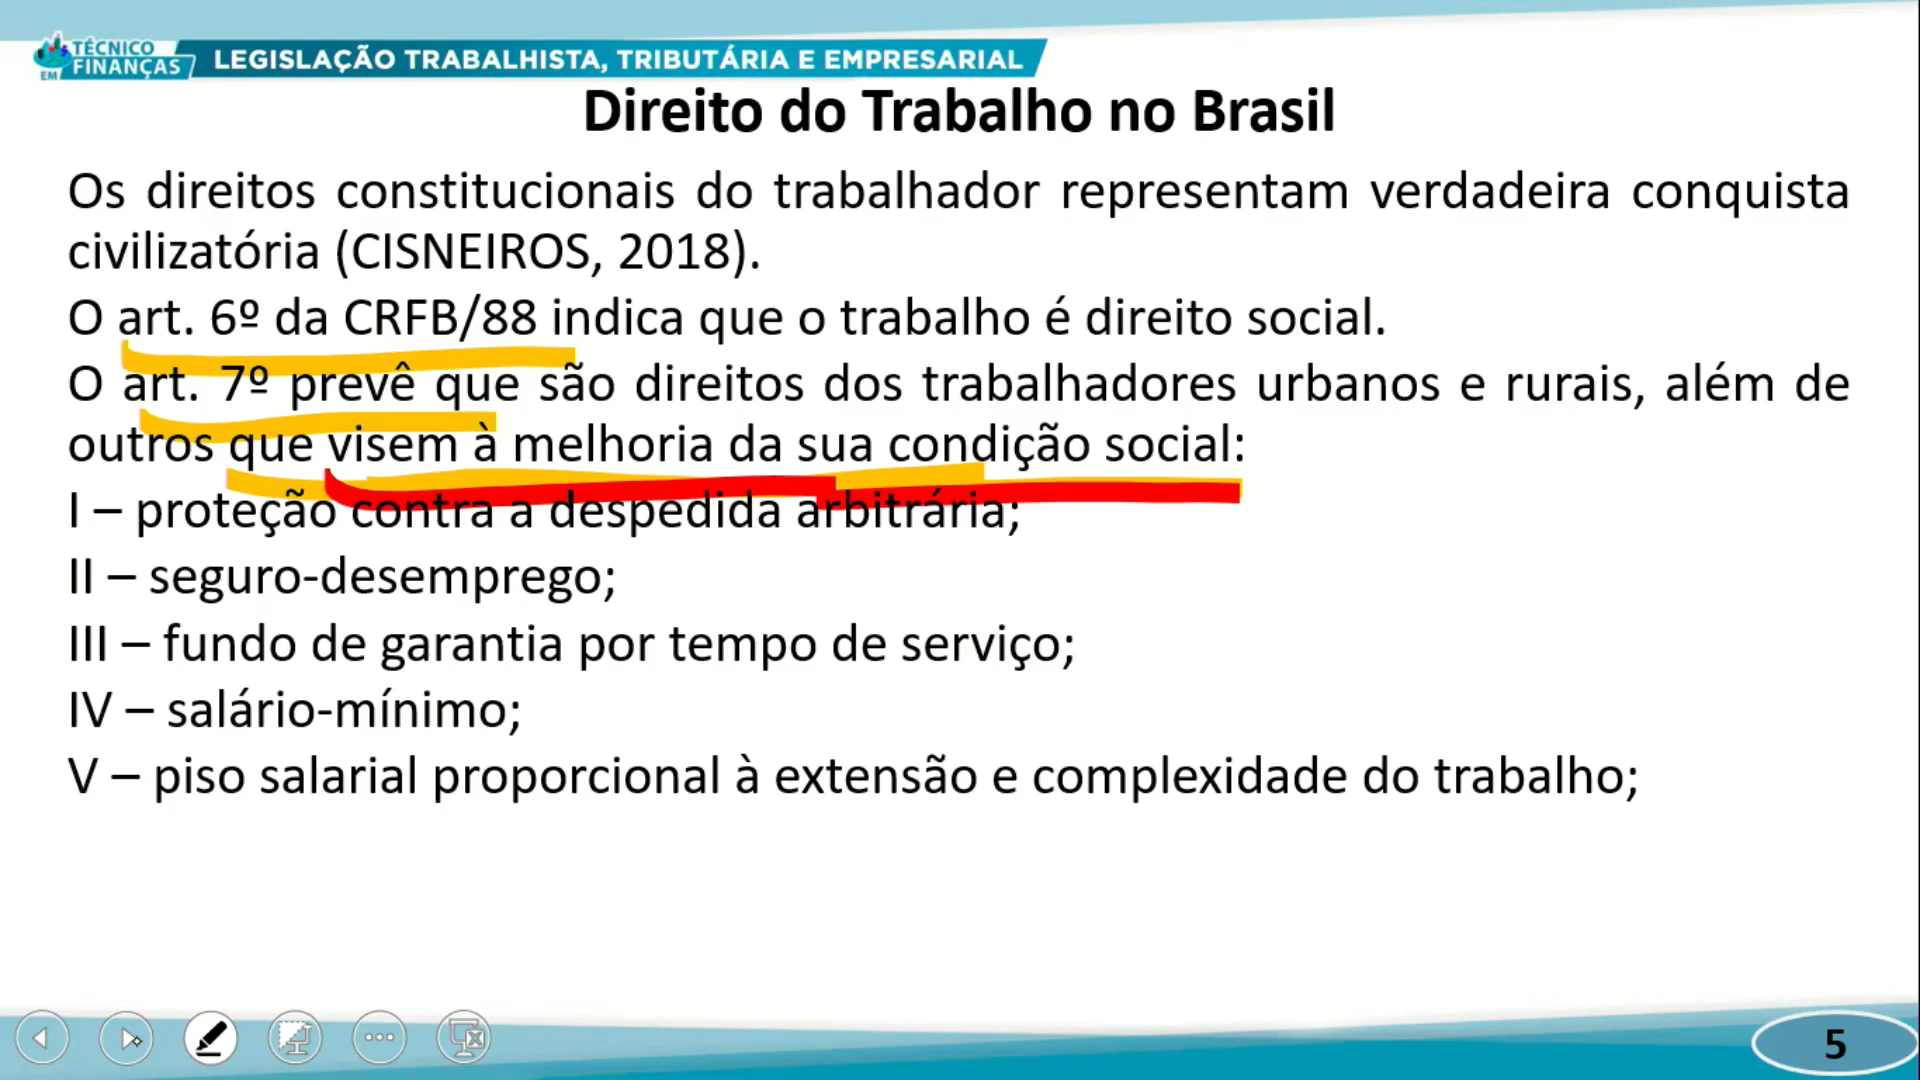 TÉCNICO
EM FINANÇAS
LEGISLAÇÃO TRABALHISTA, TRIBUTÁRIA E EMPRESARIAL
Direito do Trabalho no Brasil
Os direitos constitucionais do trabalhador representam verdadeira conquista
civilizatória (CISNEIROS, 2018).
O art. 6º da CRFB/88 indica que o trabalho é direito social.
O art. 7º prevê que são direitos dos trabalhadores urbanos e rurais, além de
outros que visem à melhoria da sua condição social:
I – proteção contra a despedida arbitrária;
II – seguro-desemprego;
III – fundo de garantia por tempo de serviço;
IV – salário-mínimo;
V – piso salarial proporcional à extensão e complexidade do trabalho;
5